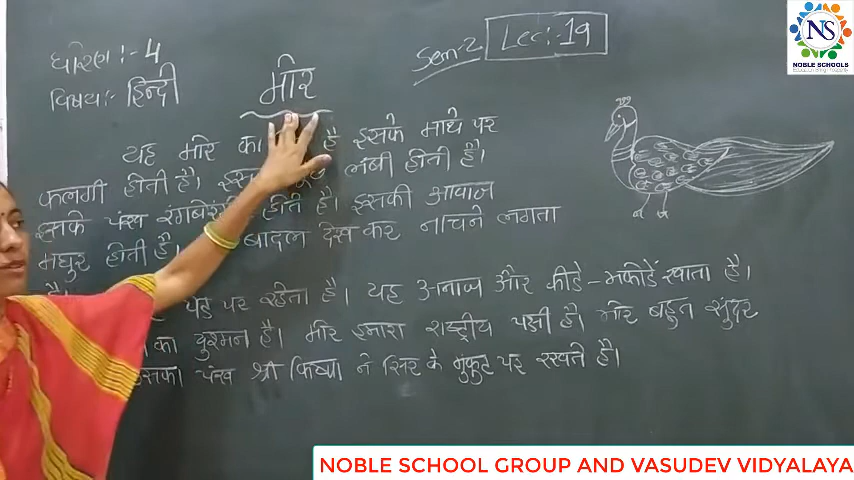 धोरण :- 4
विषय :- हिन्दी
मोर
Sem-2
Lec :- 19
NS
NOBLE SCHOOLS
यह मोर का है इसके माथे पर
कलगी होती है। लंबी होती है।
इसके पंख रंगबेरंगी होते है। इसकी आवाज
मधुर होती है। बादल देख कर नाचने लगता
है।
पेड पर रहता है। यह अनाज और कीडे-मकोडें खाता है।
का दुश्मन है। मोर हमारा राष्ट्रीय पक्षी है। मोर बहुत सुंदर
इसका पंख श्री क्रिष्ण ने सिर के मुकुट पर रखते है।
NOBLE SCHOOL GROUP AND VASUDEV VIDYALAYA